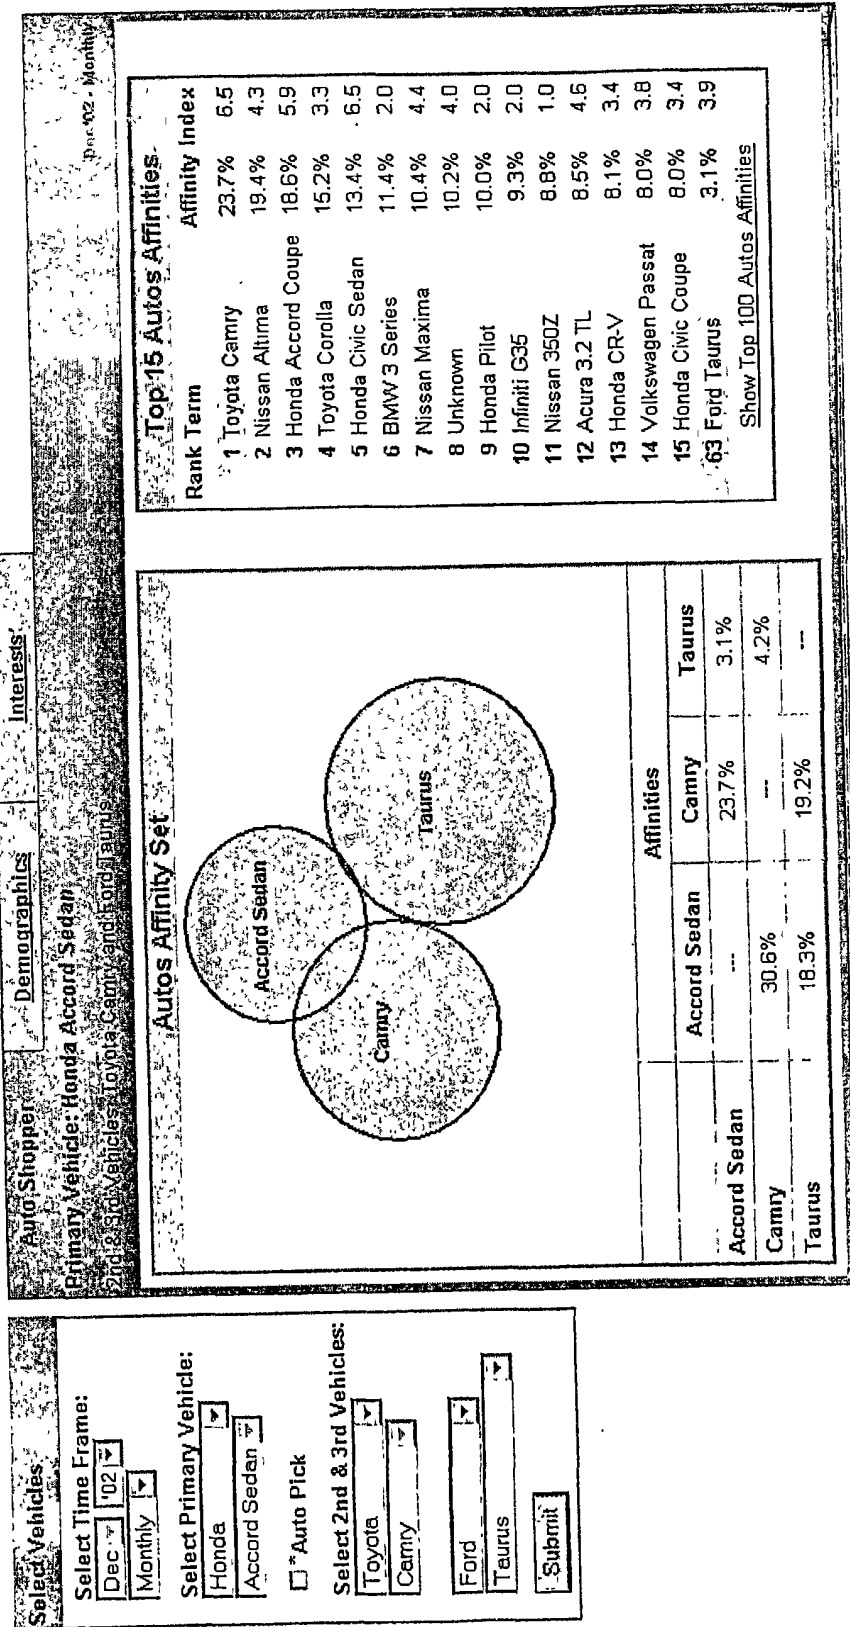 Select Vehicles
Select Time Frame:
Dec '02
Monthly
Select Primary Vehicle:
Honda
Accord Sedan
*Auto Pick
Select 2nd & 3rd Vehicles:
Toyota
Camry
Ford
Taurus
Submit
Auto Shopper Demographics Interests
Primary Vehicle: Honda Accord Sedan
2nd & 3rd Vehicles: Toyota Camry and Ford Taurus
Dec '02 - Monthly
Autos Affinity Set
Accord Sedan
Camry
Taurus
Affinities
Accord Sedan Camry Taurus
Accord Sedan --- 23.7% 3.1%
Camry 30.6% --- 4.2%
Taurus 18.3% 19.2% ---
Top 15 Autos Affinities
Rank Term Affinity Index
1 Toyota Camry 23.7% 6.5
2 Nissan Altima 19.4% 4.3
3 Honda Accord Coupe 18.6% 5.9
4 Toyota Corolla 15.2% 3.3
5 Honda Civic Sedan 13.4% 6.5
6 BMW 3 Series 11.4% 2.0
7 Nissan Maxima 10.4% 4.4
8 Unknown 10.2% 4.0
9 Honda Pilot 10.0% 2.0
10 Infiniti G35 9.3% 2.0
11 Nissan 350Z 8.8% 1.0
12 Acura 3.2 TL 8.5% 4.6
13 Honda CR-V 8.1% 3.4
14 Volkswagen Passat 8.0% 3.8
15 Honda Civic Coupe 8.0% 3.4
63 Ford Taurus 3.1% 3.9
Show Top 100 Autos Affinities